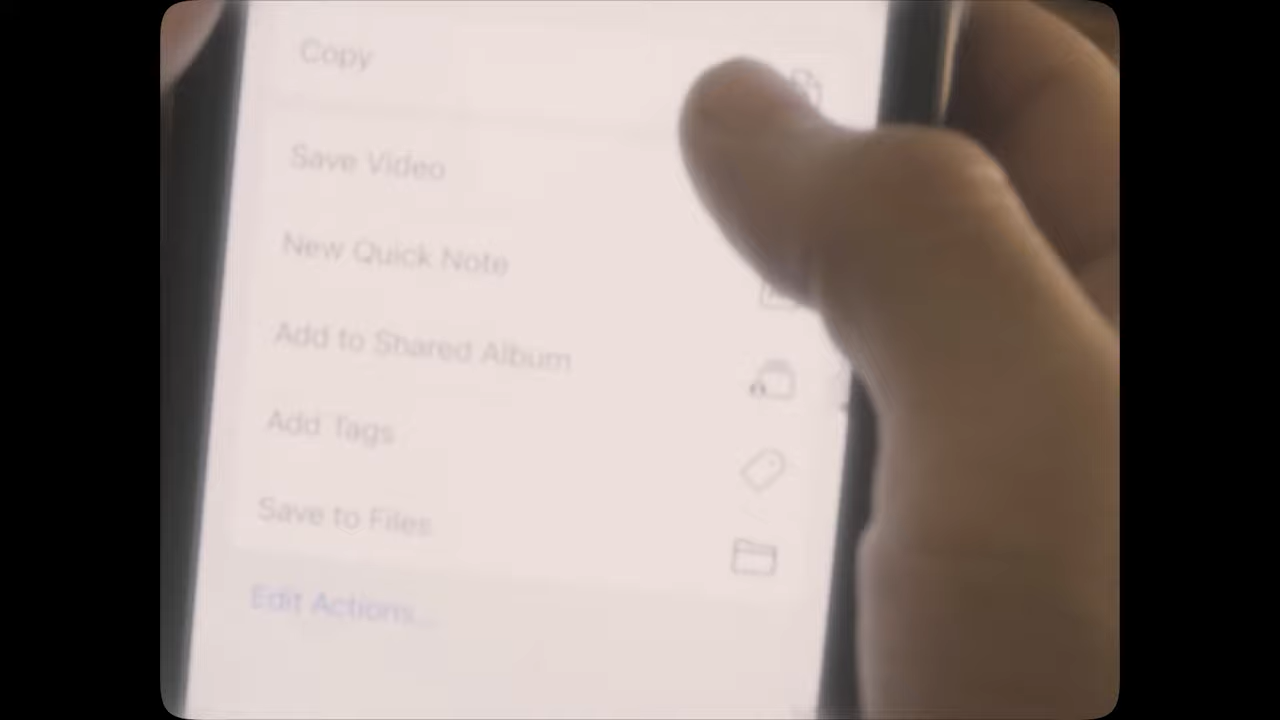 Copy
Save Video
New Quick Note
Add to Shared Album
Add Tags
Save to Files
Edit Actions...